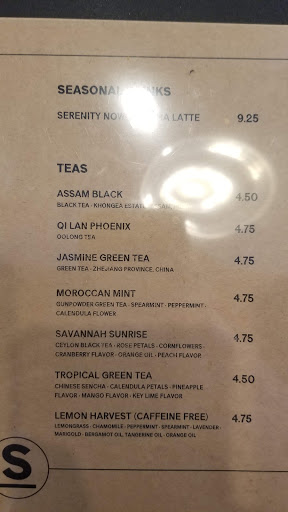 SEASONAL DRINKS
SERENITY NOW LATTE 9.25
TEAS
ASSAM BLACK 4.50
BLACK TEA · KHONGEA ESTATE
QI LAN PHOENIX 4.75
OOLONG TEA
JASMINE GREEN TEA 4.75
GREEN TEA · ZHEJIANG PROVINCE, CHINA
MOROCCAN MINT 4.75
GUNPOWDER GREEN TEA · SPEARMINT · PEPPERMINT ·
CALENDULA FLOWER
SAVANNAH SUNRISE 4.75
CEYLON BLACK TEA · ROSE PETALS · CORNFLOWERS ·
CRANBERRY FLAVOR · ORANGE OIL · PEACH FLAVOR
TROPICAL GREEN TEA 4.50
CHINESE SENCHA · CALENDULA PETALS · PINEAPPLE
FLAVOR · MANGO FLAVOR · KEY LIME FLAVOR
LEMON HARVEST (CAFFEINE FREE) 4.75
LEMONGRASS · CHAMOMILE · PEPPERMINT · SPEARMINT · LAVENDER ·
MARIGOLD · BERGAMOT OIL, TANGERINE OIL · ORANGE OIL
S